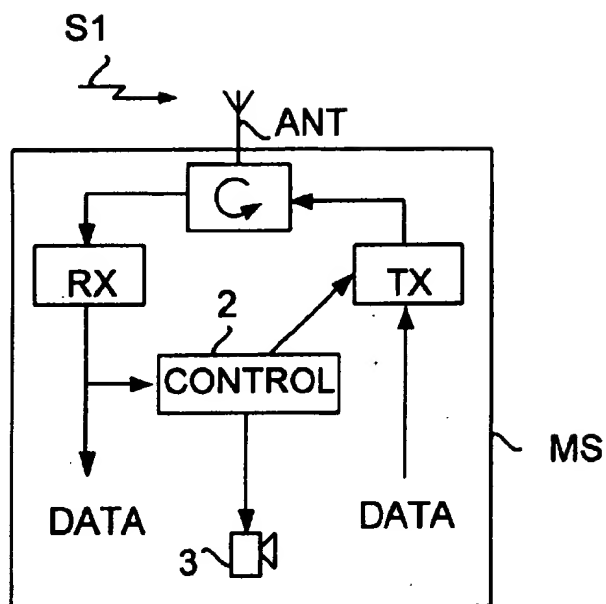 S1
ANT
RX
TX
2
CONTROL
MS
DATA
DATA
3